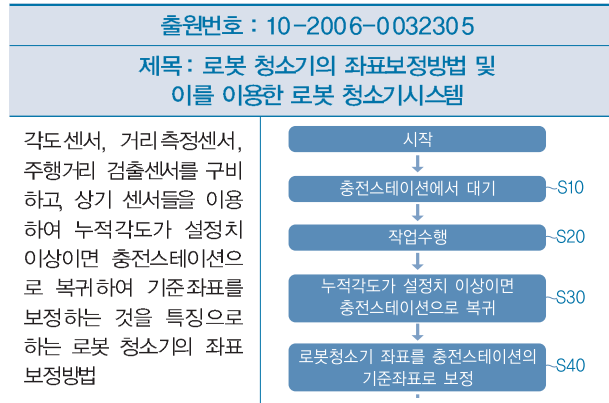 출원번호 : 10-2006-0032305
제목 : 로봇 청소기의 좌표보정방법 및
이를 이용한 로봇 청소기시스템
각도센서, 거리측정센서,
주행거리 검출센서를 구비
하고, 상기 센서들을 이용
하여 누적각도가 설정치
이상이면 충전스테이션으
로 복귀하여 기준좌표를
보정하는 것을 특징으로
하는 로봇 청소기의 좌표
보정방법
시작
충전스테이션에서 대기
S10
작업수행
S20
누적각도가 설정치 이상이면
충전스테이션으로 복귀
S30
로봇청소기 좌표를 충전스테이션의
기준좌표로 보정
S40